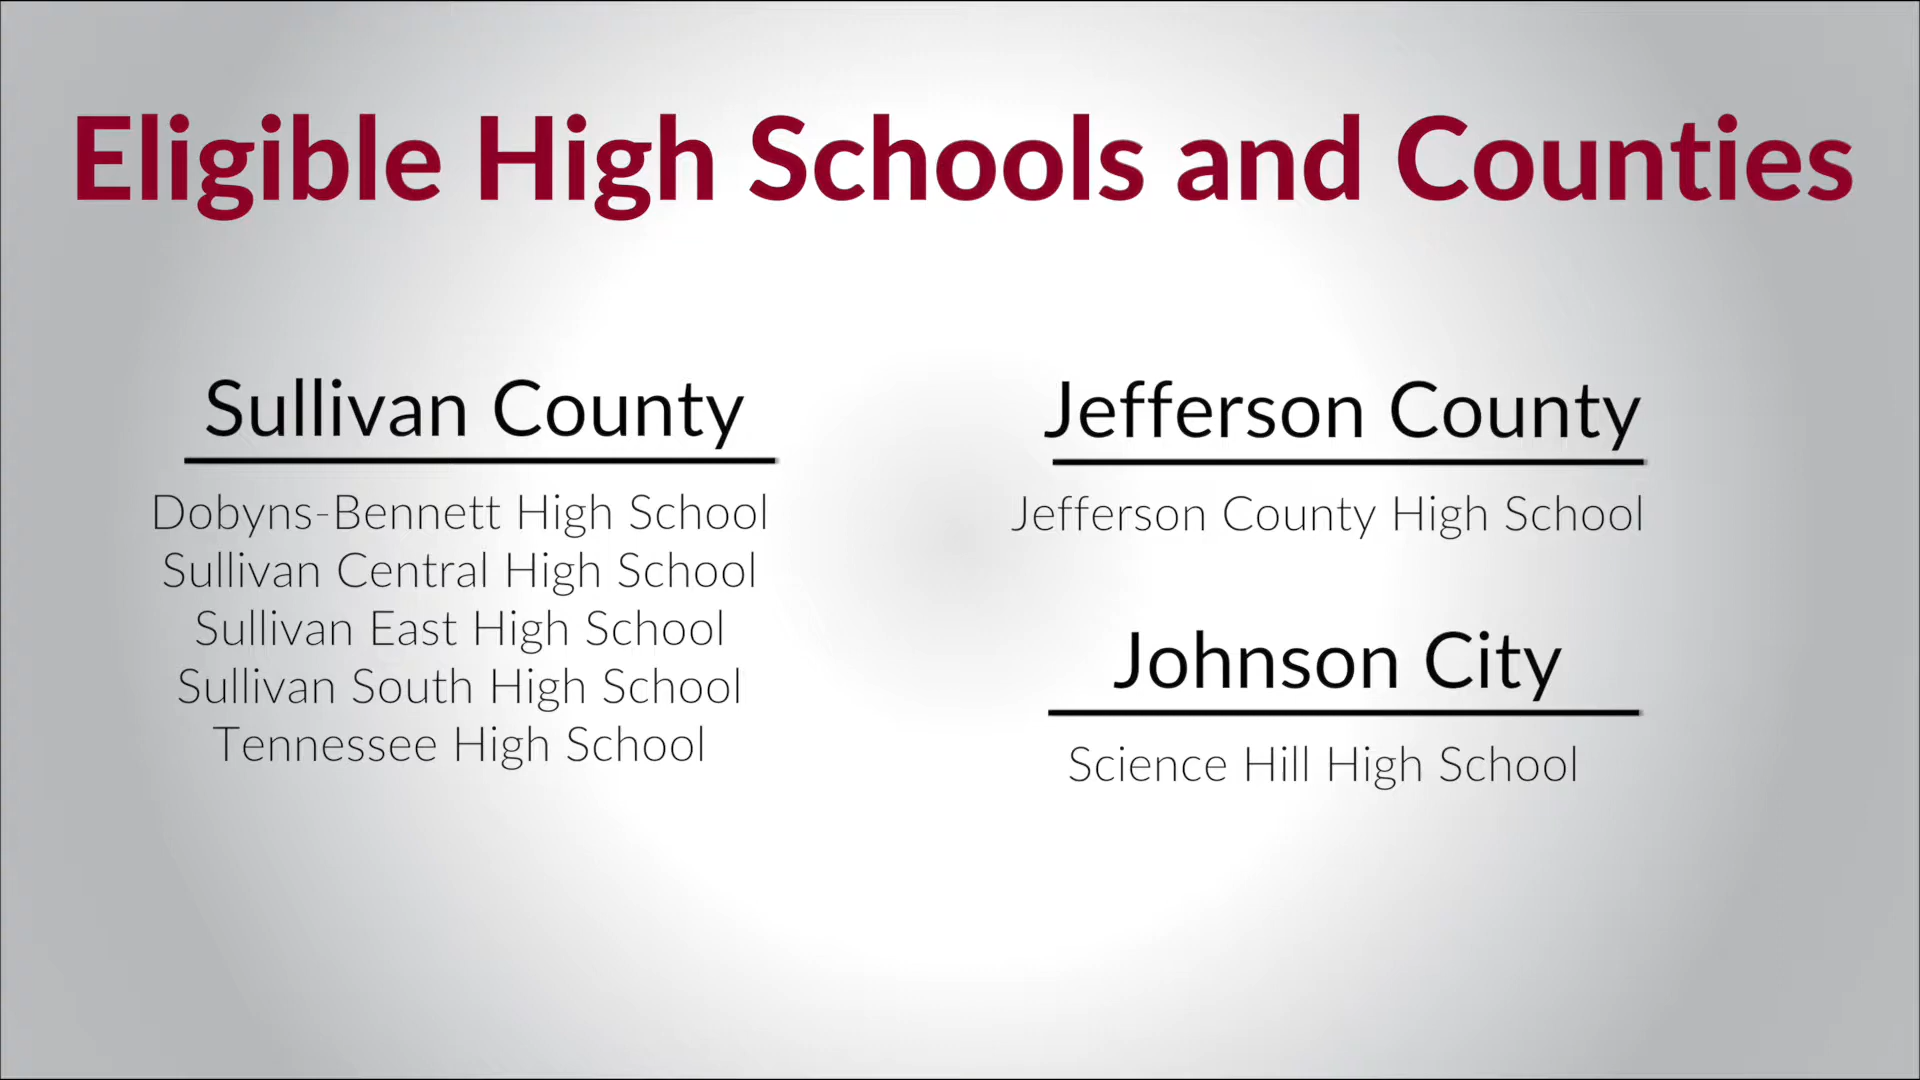 Eligible High Schools and Counties
Sullivan County
Dobyns-Bennett High School
Sullivan Central High School
Sullivan East High School
Sullivan South High School
Tennessee High School
Jefferson County
Jefferson County High School
Johnson City
Science Hill High School